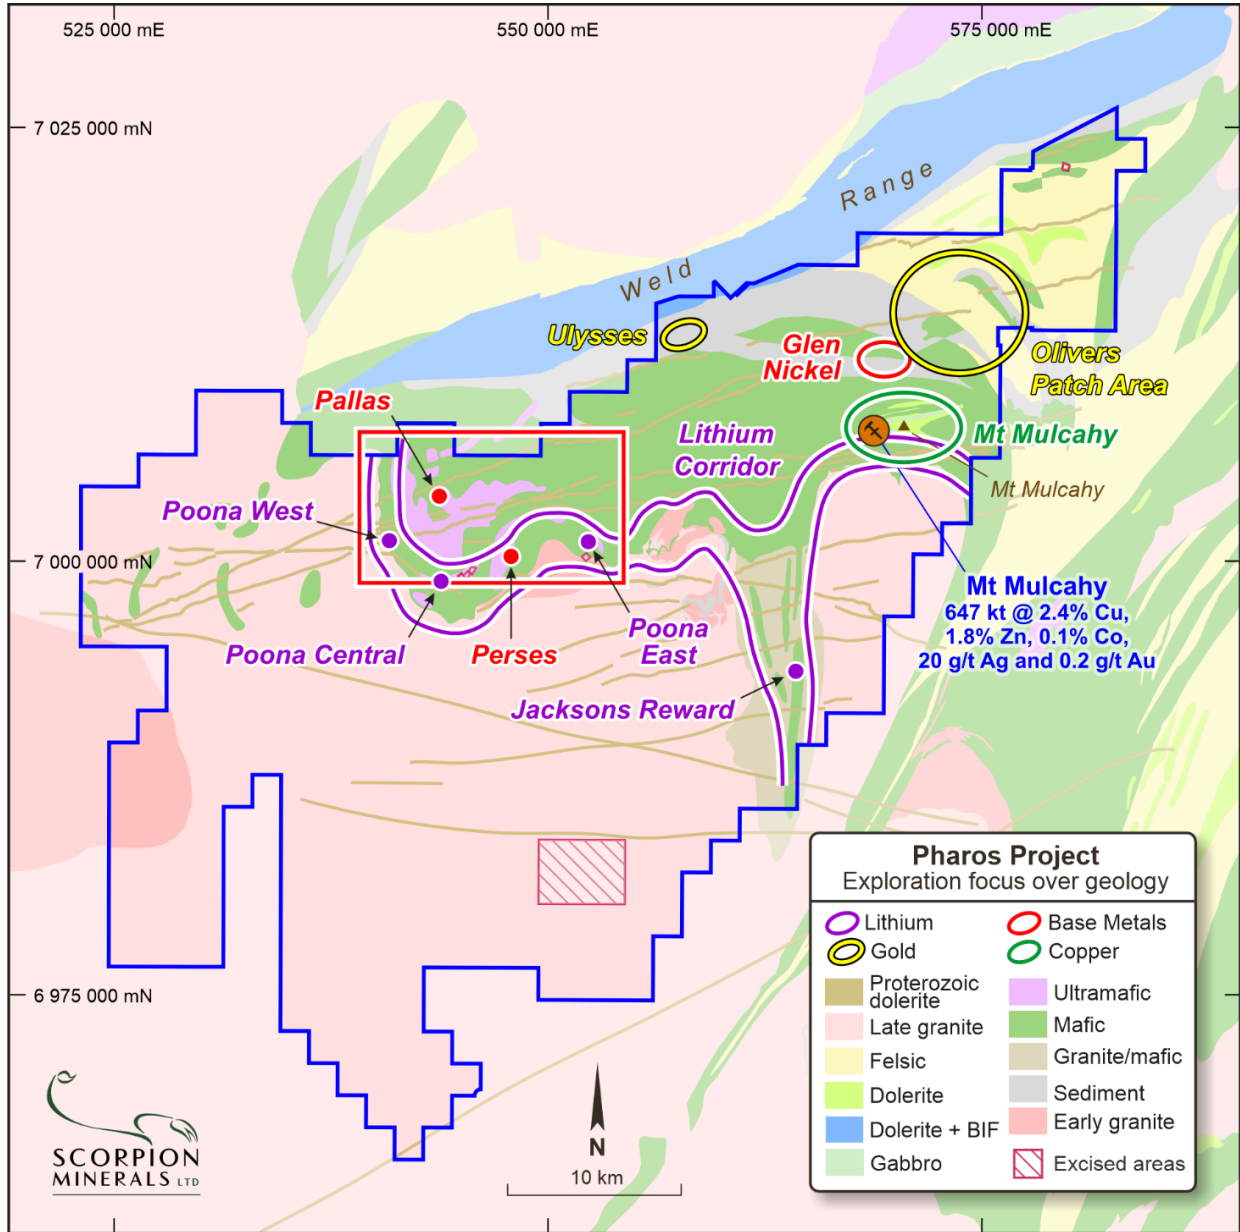 525 000 mE
550 000 mE
575 000 mE
7 025 000 mN
Weld Range
Ulysses
Glen
Nickel
Olivers
Patch Area
Pallas
Lithium
Corridor
Mt Mulcahy
Mt Mulcahy
Poona West
7 000 000 mN
Mt Mulcahy
647 kt @ 2.4% Cu,
1.8% Zn, 0.1% Co,
20 g/t Ag and 0.2 g/t Au
Poona Central
Perses
Poona
East
Jacksons Reward
6 975 000 mN
Pharos Project
Exploration focus over geology
Lithium
Base Metals
Gold
Copper
Proterozoic
dolerite
Ultramafic
Late granite
Mafic
Felsic
Granite/mafic
Dolerite
Sediment
Dolerite + BIF
Early granite
Gabbro
Excised areas
N
10 km
SCORPION
MINERALS LTD